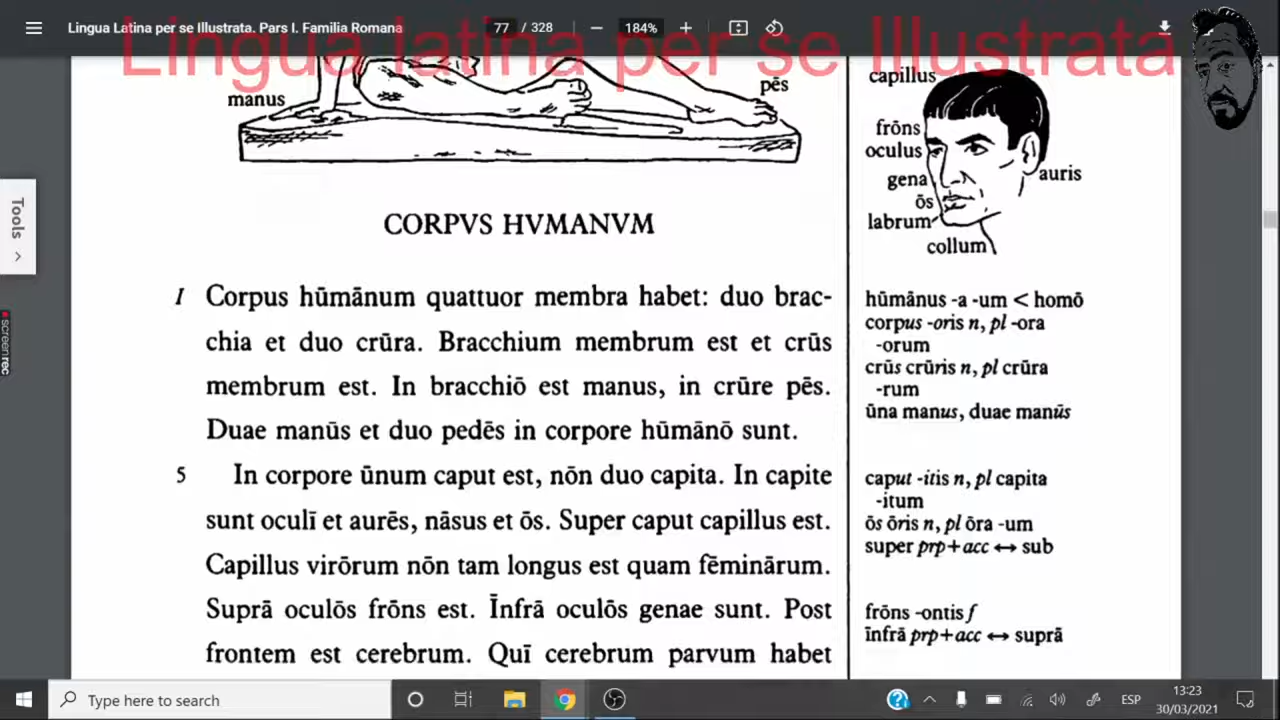 Lingua Latina per se Illustrata. Pars I. Familia Romana
77 / 328
184%
Lingua latina per se Illustrata
manus
pēs
capillus
frōns
oculus
gena
ōs
labrum
auris
collum
Tools
screenrec
CORPVS HVMANVM
1 Corpus hūmānum quattuor membra habet: duo brac-
chia et duo crūra. Bracchium membrum est et crūs
membrum est. In bracchiō est manus, in crūre pēs.
Duae manūs et duo pedēs in corpore hūmānō sunt.
5 In corpore ūnum caput est, nōn duo capita. In capite
sunt oculī et aurēs, nāsus et ōs. Super caput capillus est.
Capillus virōrum nōn tam longus est quam fēminārum.
Suprā oculōs frōns est. Īnfrā oculōs genae sunt. Post
frontem est cerebrum. Quī cerebrum parvum habet
hūmānus -a -um < homō
corpus -oris n, pl -ora
-orum
crūs crūris n, pl crūra
-rum
ūna manus, duae manūs
caput -itis n, pl capita
-itum
ōs ōris n, pl ōra -um
super prp+acc ↔ sub
frōns -ontis f
īnfrā prp+acc ↔ suprā
Type here to search
ESP
13:23
30/03/2021